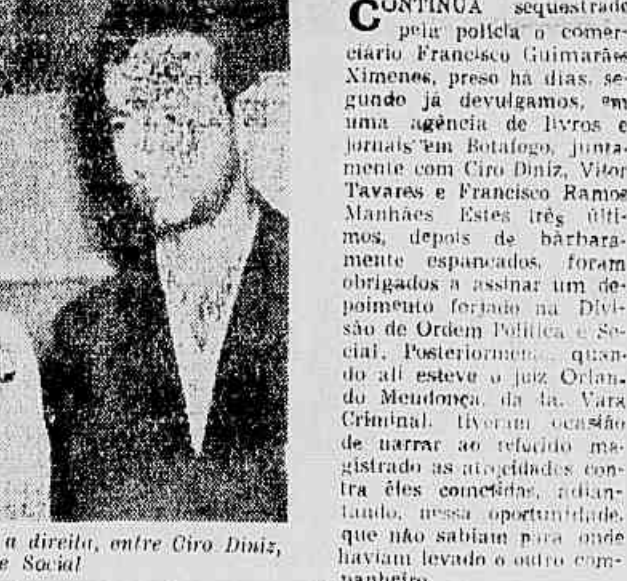 CONTINUA sequestrado
pela polícia o comer-
ciário Francisco Guimarães
Ximenes, preso há dias, se-
gundo já devulgamos, em
uma agência de livros e
jornais em Botafogo, junta-
mente com Ciro Diniz, Vitor
Tavares e Francisco Ramos
Manhães Estes três últi-
mos, depois de bàrbara-
mente espancados, foram
obrigados a assinar um de-
poimento forjado na Divi-
são de Ordem Política e So-
cial. Posteriormente quan-
do ali esteve o juiz Orlan-
do Mendonça, da 1a. Vara
Criminal, tiveram ocasião
de narrar ao referido ma-
gistrado as atrocidades con-
tra êles cometidas, adian-
tando, nessa oportunidade,
que não sabiam para onde
haviam levado o outro com-
panheiro
a direita, entre Ciro Diniz,
e Social